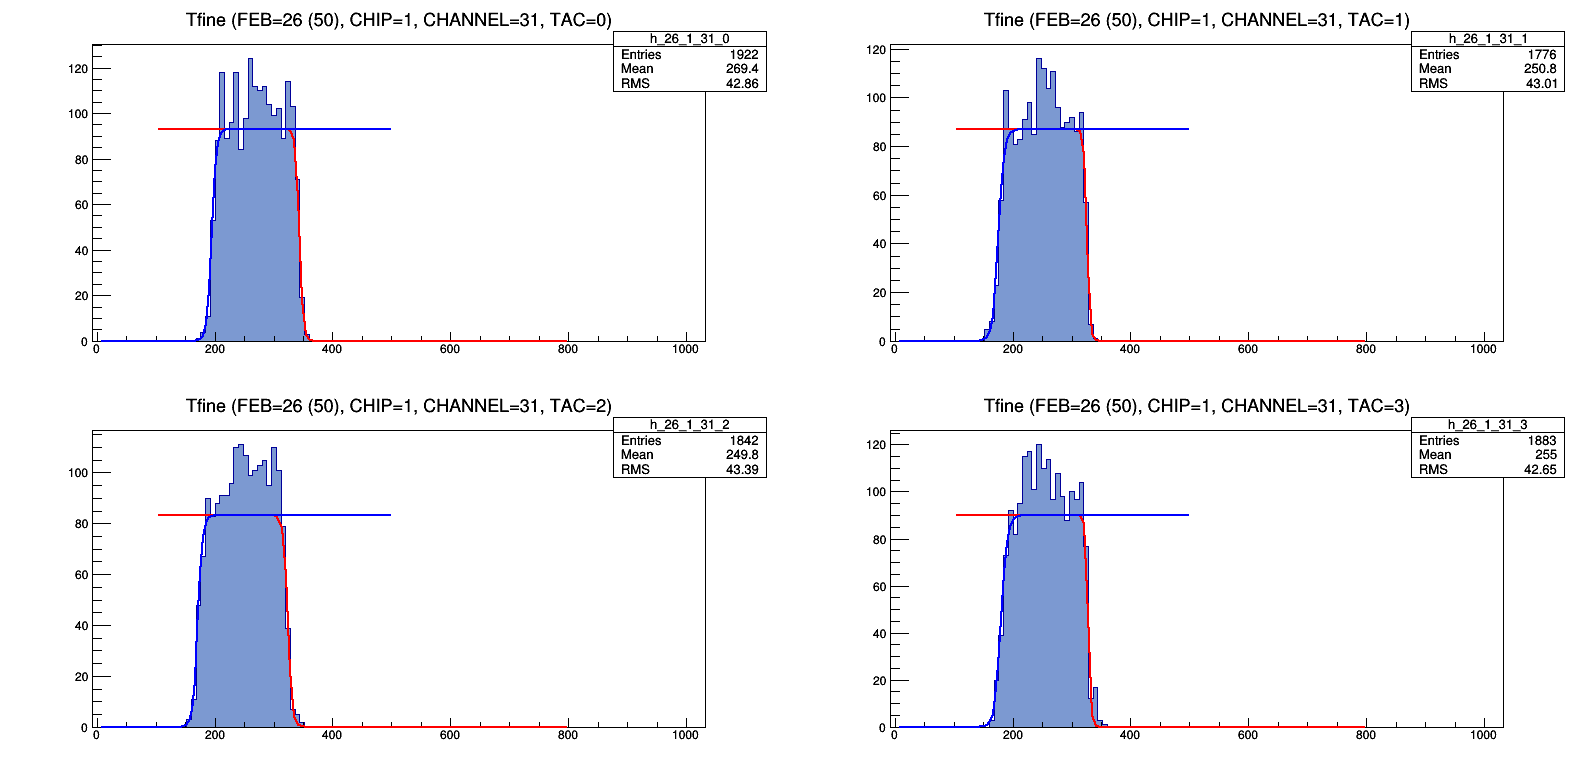 Tfine (FEB=26 (50), CHIP=1, CHANNEL=31, TAC=0)
h_26_1_31_0
Entries 1922
Mean 269.4
RMS 42.86
120
100
80
60
40
20
0
0 200 400 600 800 1000
Tfine (FEB=26 (50), CHIP=1, CHANNEL=31, TAC=1)
h_26_1_31_1
Entries 1776
Mean 250.8
RMS 43.01
120
100
80
60
40
20
0
0 200 400 600 800 1000
Tfine (FEB=26 (50), CHIP=1, CHANNEL=31, TAC=2)
h_26_1_31_2
Entries 1842
Mean 249.8
RMS 43.39
100
80
60
40
20
0
0 200 400 600 800 1000
Tfine (FEB=26 (50), CHIP=1, CHANNEL=31, TAC=3)
h_26_1_31_3
Entries 1883
Mean 255
RMS 42.65
120
100
80
60
40
20
0
0 200 400 600 800 1000